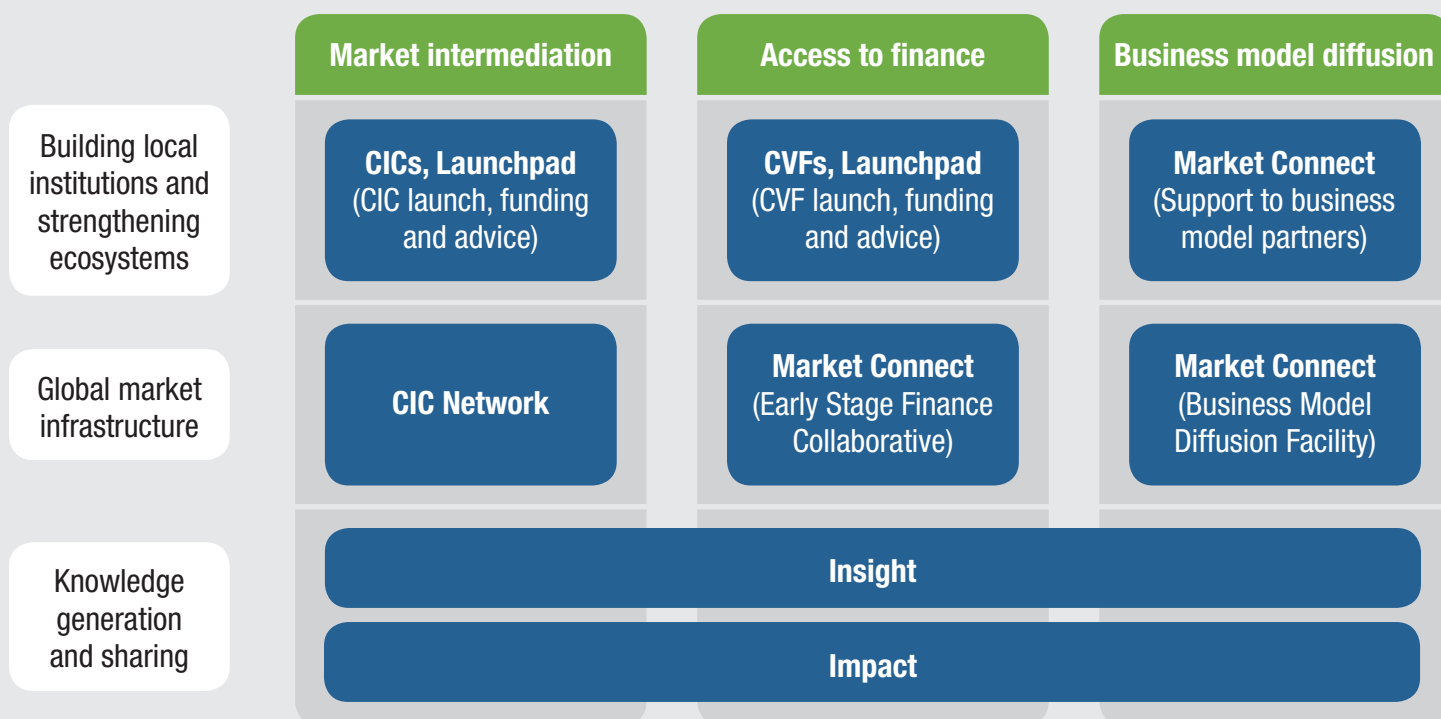 Market intermediation
Access to finance
Business model diffusion
Building local
institutions and
strengthening
ecosystems
CICs, Launchpad
(CIC launch, funding
and advice)
CVFs, Launchpad
(CVF launch, funding
and advice)
Market Connect
(Support to business
model partners)
Global market
infrastructure
CIC Network
Market Connect
(Early Stage Finance
Collaborative)
Market Connect
(Business Model
Diffusion Facility)
Knowledge
generation
and sharing
Insight
Impact